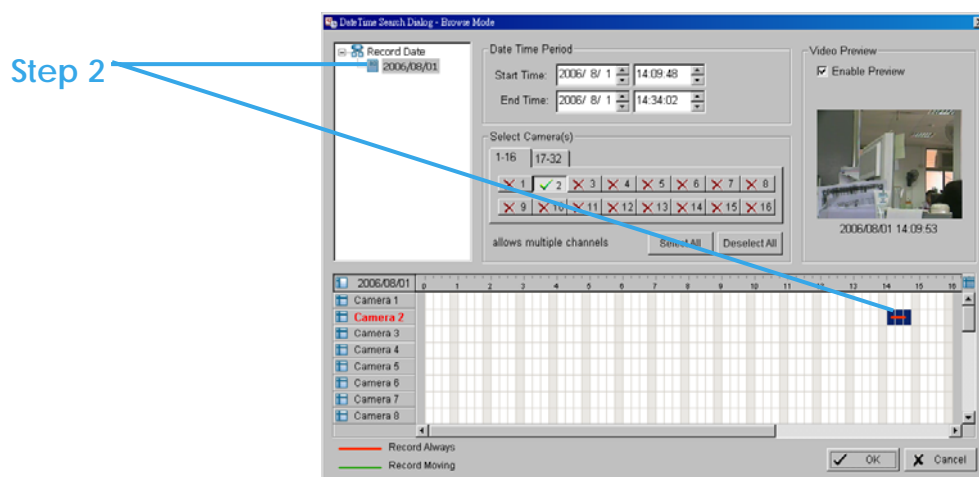 Step 2
DateTime Search Dialog - Browse Mode
Record Date
2006/08/01
Date Time Period
Start Time: 2006/ 8/ 1 14:09:48
End Time: 2006/ 8/ 1 14:34:02
Select Camera(s)
1-16 17-32
1 2 3 4 5 6 7 8
9 10 11 12 13 14 15 16
allows multiple channels Select All Deselect All
Video Preview
Enable Preview
2006/08/01 14:09:53
2006/08/01 0 1 2 3 4 5 6 7 8 9 10 11 12 13 14 15 16
Camera 1
Camera 2
Camera 3
Camera 4
Camera 5
Camera 6
Camera 7
Camera 8
Record Always
Record Moving
OK Cancel